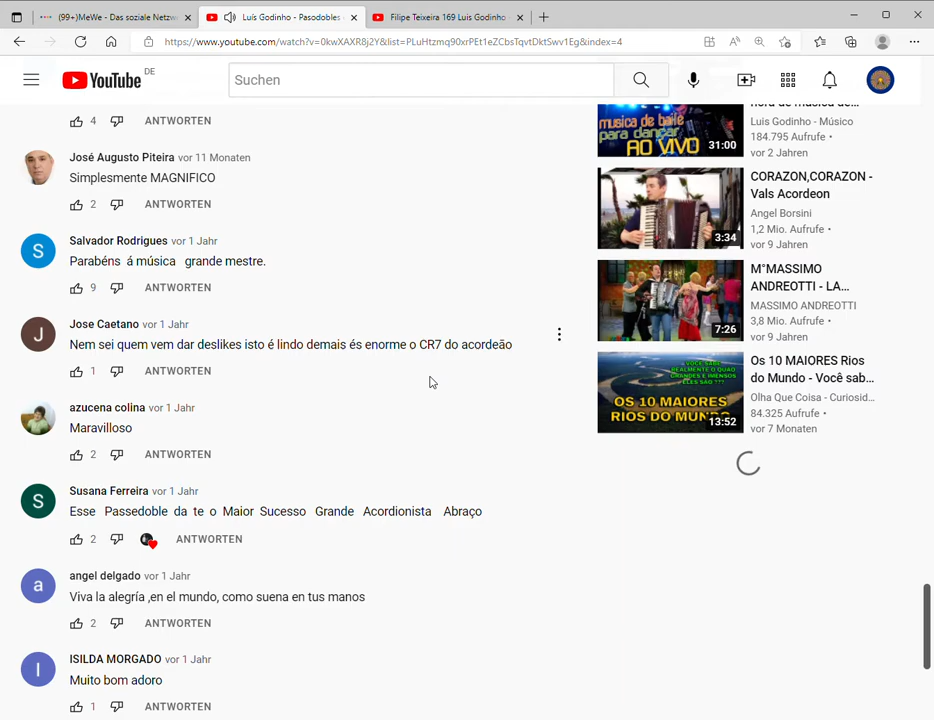 (99+)MeWe - Das soziale Netzwe
Luís Godinho - Pasodobles -
Filipe Teixeira 169 Luis Godinho
https://www.youtube.com/watch?v=0kwXAXR8j2Y&list=PLuHtzmq90xrPEt1eZCbsTqvtDktSwv1Eg&index=4
YouTube DE
Suchen
4 ANTWORTEN
José Augusto Piteira vor 11 Monaten
Simplesmente MAGNIFICO
2 ANTWORTEN
Salvador Rodrigues vor 1 Jahr
Parabéns á música grande mestre.
9 ANTWORTEN
Jose Caetano vor 1 Jahr
Nem sei quem vem dar deslikes isto é lindo demais és enorme o CR7 do acordeão
1 ANTWORTEN
azucena colina vor 1 Jahr
Maravilloso
2 ANTWORTEN
Susana Ferreira vor 1 Jahr
Esse Passedoble da te o Maior Sucesso Grande Acordionista Abraço
2 ANTWORTEN
angel delgado vor 1 Jahr
Viva la alegría ,en el mundo, como suena en tus manos
2 ANTWORTEN
ISILDA MORGADO vor 1 Jahr
Muito bom adoro
1 ANTWORTEN
S
J
S
a
I
musica de baile
para dançar
AO VIVO
31:00
Luis Godinho - Músico
184.795 Aufrufe •
vor 2 Jahren
3:34
CORAZON,CORAZON -
Vals Acordeon
Angel Borsini
1,2 Mio. Aufrufe •
vor 9 Jahren
7:26
M°MASSIMO
ANDREOTTI - LA...
MASSIMO ANDREOTTI
3,8 Mio. Aufrufe •
vor 9 Jahren
VOCÊ SABE
REALMENTE O QUÃO
GRANDES E IMENSOS
ELES SÃO ???
OS 10 MAIORES
RIOS DO MUNDO
13:52
Os 10 MAIORES Rios
do Mundo - Você sab...
Olha Que Coisa - Curiosid...
84.325 Aufrufe •
vor 7 Monaten